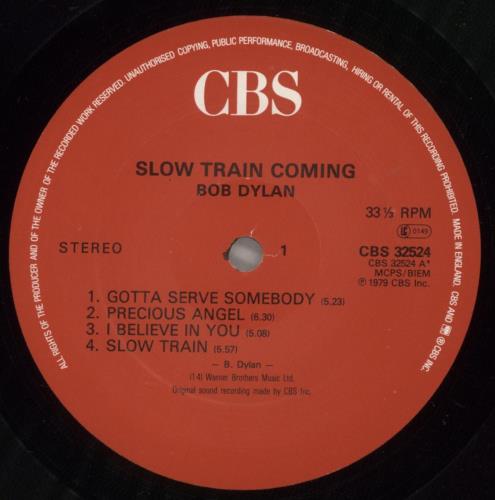 ALL RIGHTS OF THE PRODUCER AND OF THE OWNER OF THE RECORDED WORK RESERVED. UNAUTHORISED COPYING, PUBLIC PERFORMANCE, BROADCASTING, HIRING OR RENTAL OF THIS RECORDING PROHIBITED. MADE IN ENGLAND. CBS AND ® CBS INC.
CBS
SLOW TRAIN COMING
BOB DYLAN
33⅓ RPM
0149
STEREO
1
CBS 32524
CBS 32524 A*
MCPS/BIEM
℗ 1979 CBS Inc.
1. GOTTA SERVE SOMEBODY (5.23)
2. PRECIOUS ANGEL (6.30)
3. I BELIEVE IN YOU (5.08)
4. SLOW TRAIN (5.57)
– B. Dylan –
(1-4) Warner Brothers Music Ltd.
Original sound recording made by CBS Inc.